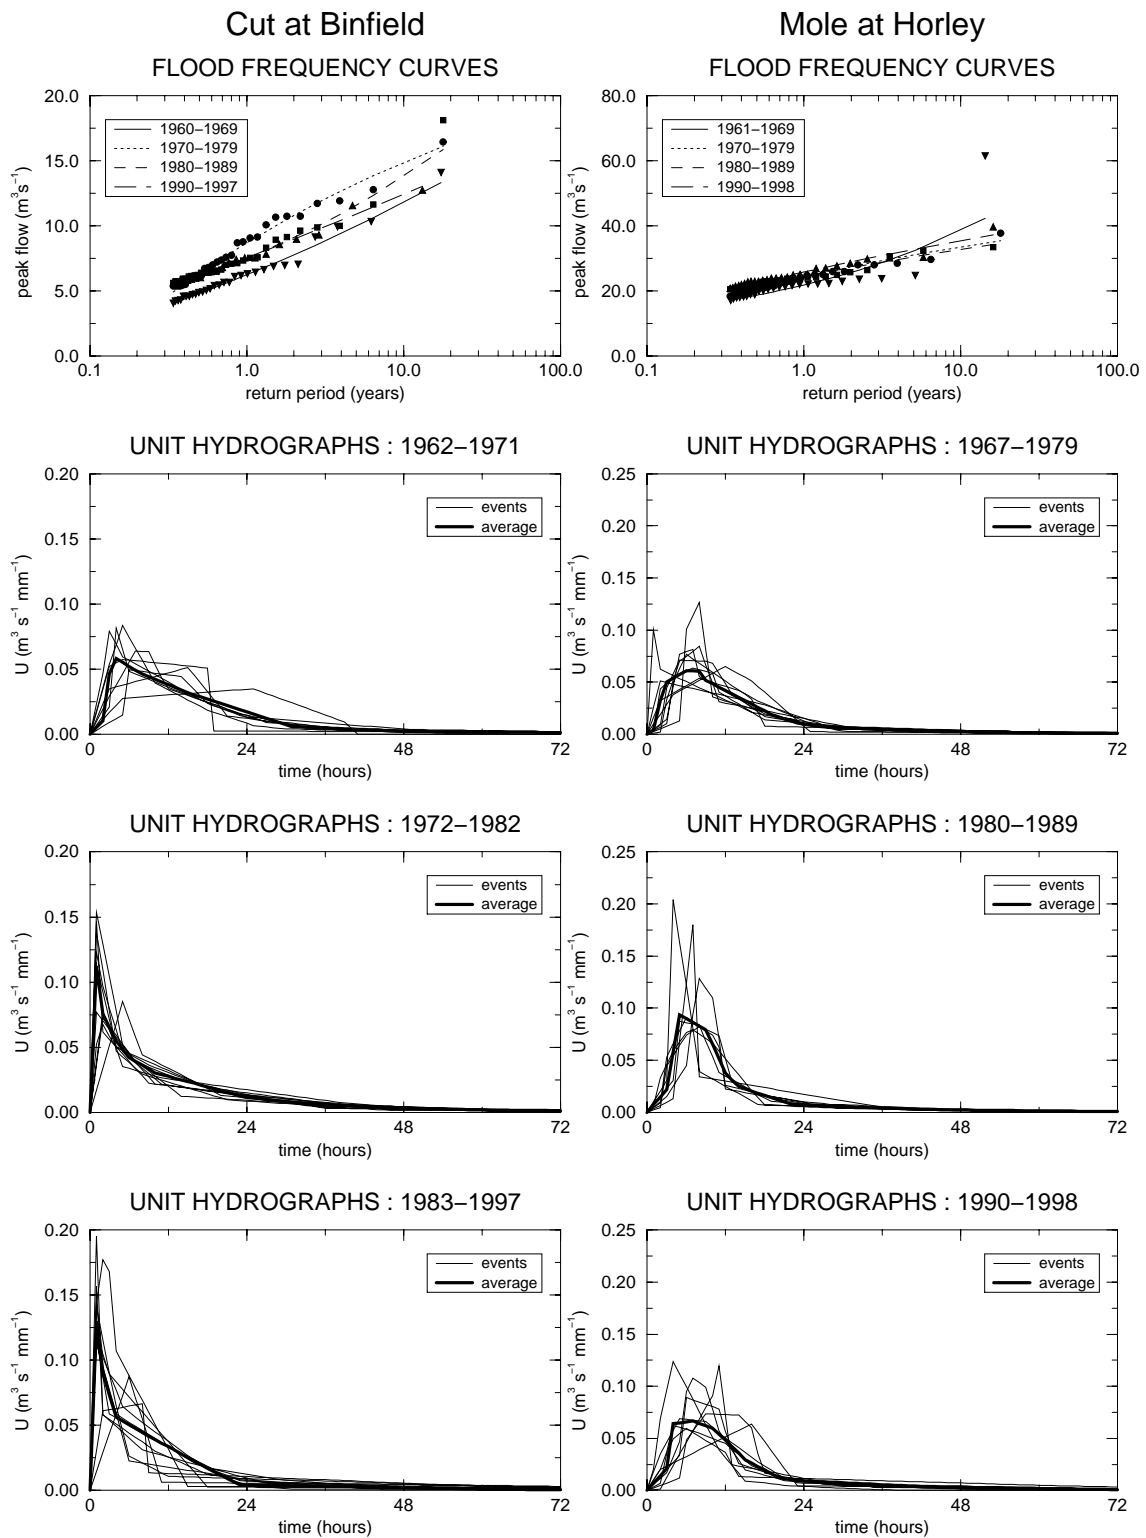 Cut at Binfield
Mole at Horley
FLOOD FREQUENCY CURVES
FLOOD FREQUENCY CURVES
20.0
15.0
10.0
5.0
0.0
peak flow (m³s⁻¹)
1960−1969
1970−1979
1980−1989
1990−1997
0.1
1.0
10.0
100.0
return period (years)
80.0
60.0
40.0
20.0
0.0
peak flow (m³s⁻¹)
1961−1969
1970−1979
1980−1989
1990−1998
0.1
1.0
10.0
100.0
return period (years)
UNIT HYDROGRAPHS : 1962−1971
0.20
0.15
0.10
0.05
0.00
U (m³ s⁻¹ mm⁻¹)
events
average
0
24
48
72
time (hours)
UNIT HYDROGRAPHS : 1967−1979
0.25
0.20
0.15
0.10
0.05
0.00
U (m³ s⁻¹ mm⁻¹)
events
average
0
24
48
72
time (hours)
UNIT HYDROGRAPHS : 1972−1982
0.20
0.15
0.10
0.05
0.00
U (m³ s⁻¹ mm⁻¹)
events
average
0
24
48
72
time (hours)
UNIT HYDROGRAPHS : 1980−1989
0.25
0.20
0.15
0.10
0.05
0.00
U (m³ s⁻¹ mm⁻¹)
events
average
0
24
48
72
time (hours)
UNIT HYDROGRAPHS : 1983−1997
0.20
0.15
0.10
0.05
0.00
U (m³ s⁻¹ mm⁻¹)
events
average
0
24
48
72
time (hours)
UNIT HYDROGRAPHS : 1990−1998
0.25
0.20
0.15
0.10
0.05
0.00
U (m³ s⁻¹ mm⁻¹)
events
average
0
24
48
72
time (hours)